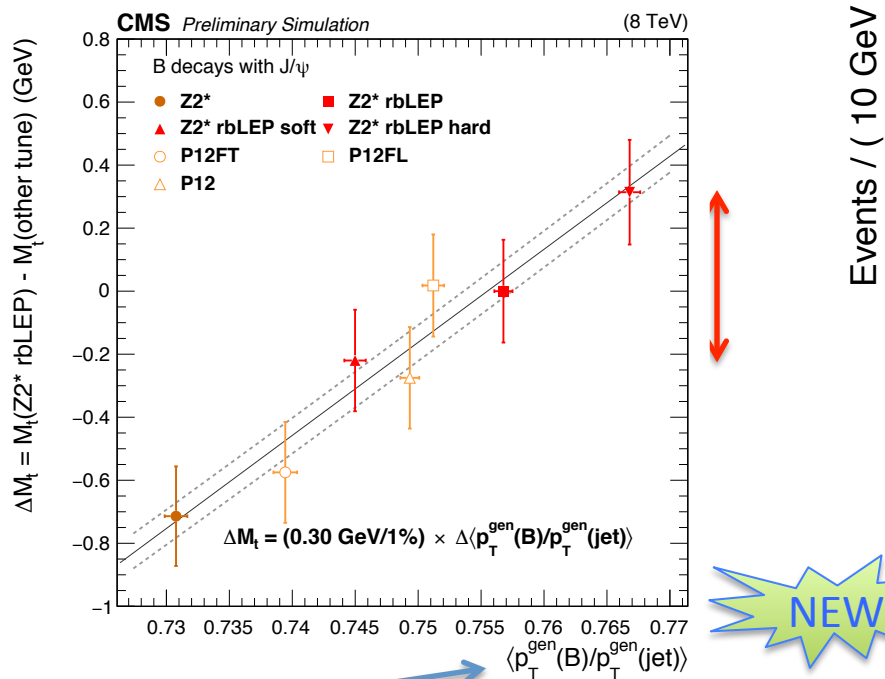 CMS Preliminary Simulation (8 TeV)
ΔM_t = M_t(Z2* rbLEP) - M_t(other tune) (GeV)
0.8
0.6
0.4
0.2
0
−0.2
−0.4
−0.6
−0.8
−1
B decays with J/ψ
Z2* Z2* rbLEP
Z2* rbLEP soft Z2* rbLEP hard
P12FT P12FL
P12
ΔM_t = (0.30 GeV/1%) × Δ⟨p_T^gen(B)/p_T^gen(jet)⟩
0.73 0.735 0.74 0.745 0.75 0.755 0.76 0.765 0.77
⟨p_T^gen(B)/p_T^gen(jet)⟩
Events / ( 10 GeV
NEW